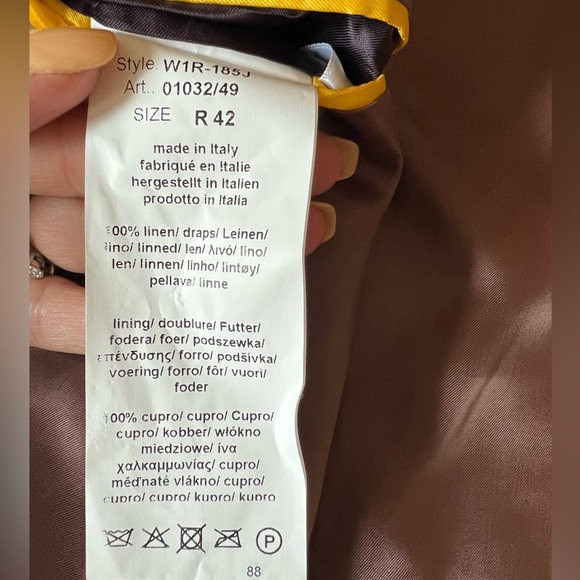 Style. W1R-185J
Art.. 01032/49
SIZE R 42
made in Italy
fabriqué en Italie
hergestellt in Italien
prodotto in Italia
100% linen/ draps/ Leinen/
lino/ linned/ len/ λινό/ lino/
len/ linnen/ linho/ lintøy/
pellava/ linne
lining/ doublure/ Futter/
fodera/ foer/ podszewka/
επένδυσης/ forro/ podšívka/
voering/ forro/ fôr/ vuori/
foder
100% cupro/ cupro/ Cupro/
cupro/ kobber/ włókno
miedziowe/ ίνα
χαλκαμμωνίας/ cupro/
měďnaté vlákno/ cupro/
cupro/ cupro/ kupro/ kupro
P
88